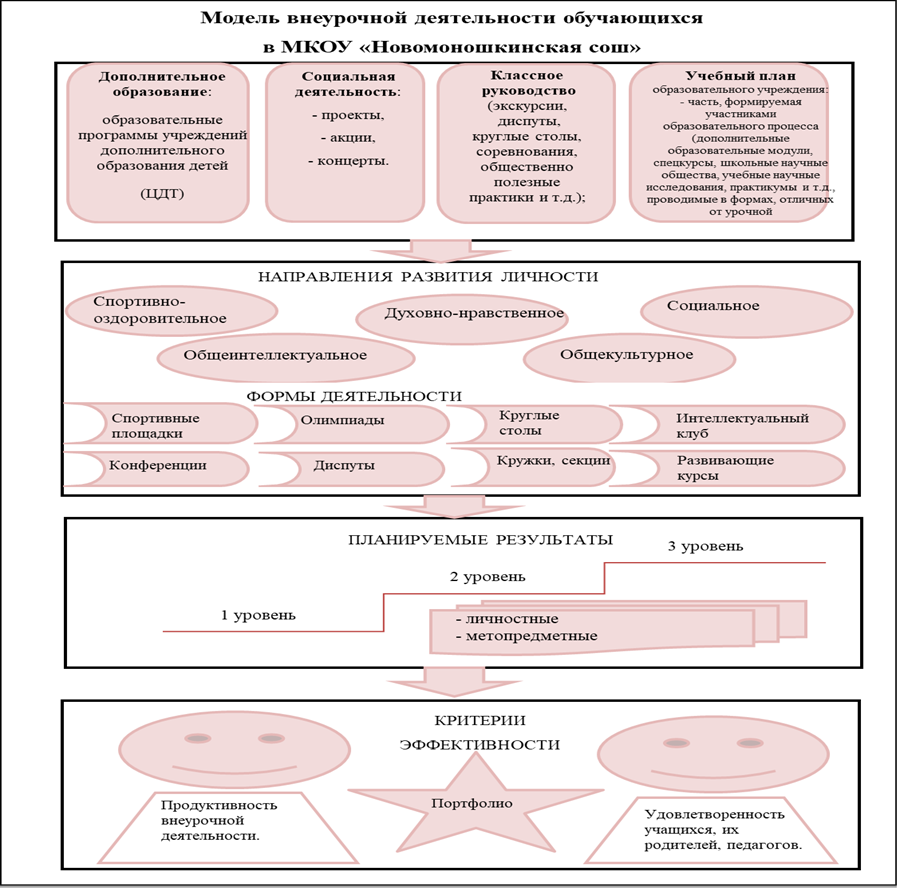 Модель внеурочной деятельности обучающихся
в МКОУ «Новомоношкинская сош»
Дополнительное
образование:
образовательные
программы учреждений
дополнительного
образования детей
(ЦДТ)
Социальная
деятельность:
- проекты,
- акции,
- концерты.
Классное
руководство
(экскурсии,
диспуты,
круглые столы,
соревнования,
общественно
полезные
практики и т.д.);
Учебный план
образовательного учреждения:
- часть, формируемая
участниками
образовательного процесса
(дополнительные
образовательные модули,
спецкурсы, школьные научные
общества, учебные научные
исследования, практикумы и т.д.,
проводимые в формах, отличных
от урочной
НАПРАВЛЕНИЯ РАЗВИТИЯ ЛИЧНОСТИ
Спортивно-
оздоровительное
Духовно-нравственное
Социальное
Общеинтеллектуальное
Общекультурное
ФОРМЫ ДЕЯТЕЛЬНОСТИ
Спортивные
площадки
Олимпиады
Круглые
столы
Интеллектуальный
клуб
Конференции
Диспуты
Кружки, секции
Развивающие
курсы
ПЛАНИРУЕМЫЕ РЕЗУЛЬТАТЫ
3 уровень
2 уровень
1 уровень
- личностные
- метопредметные
КРИТЕРИИ
ЭФФЕКТИВНОСТИ
Продуктивность
внеурочной
деятельности.
Портфолио
Удовлетворенность
учащихся, их
родителей, педагогов.